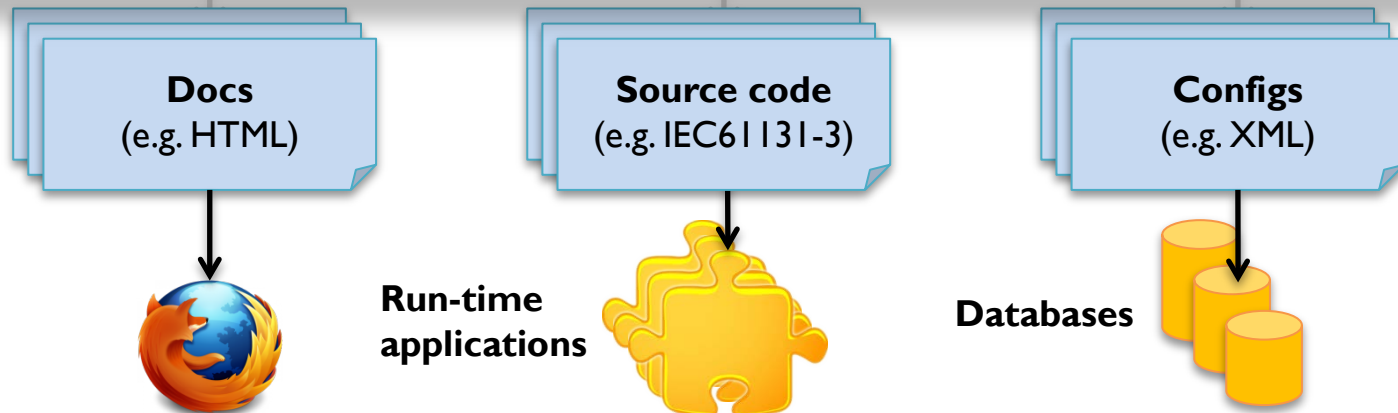 Docs
(e.g. HTML)
Source code
(e.g. IEC61131-3)
Configs
(e.g. XML)
Run-time
applications
Databases